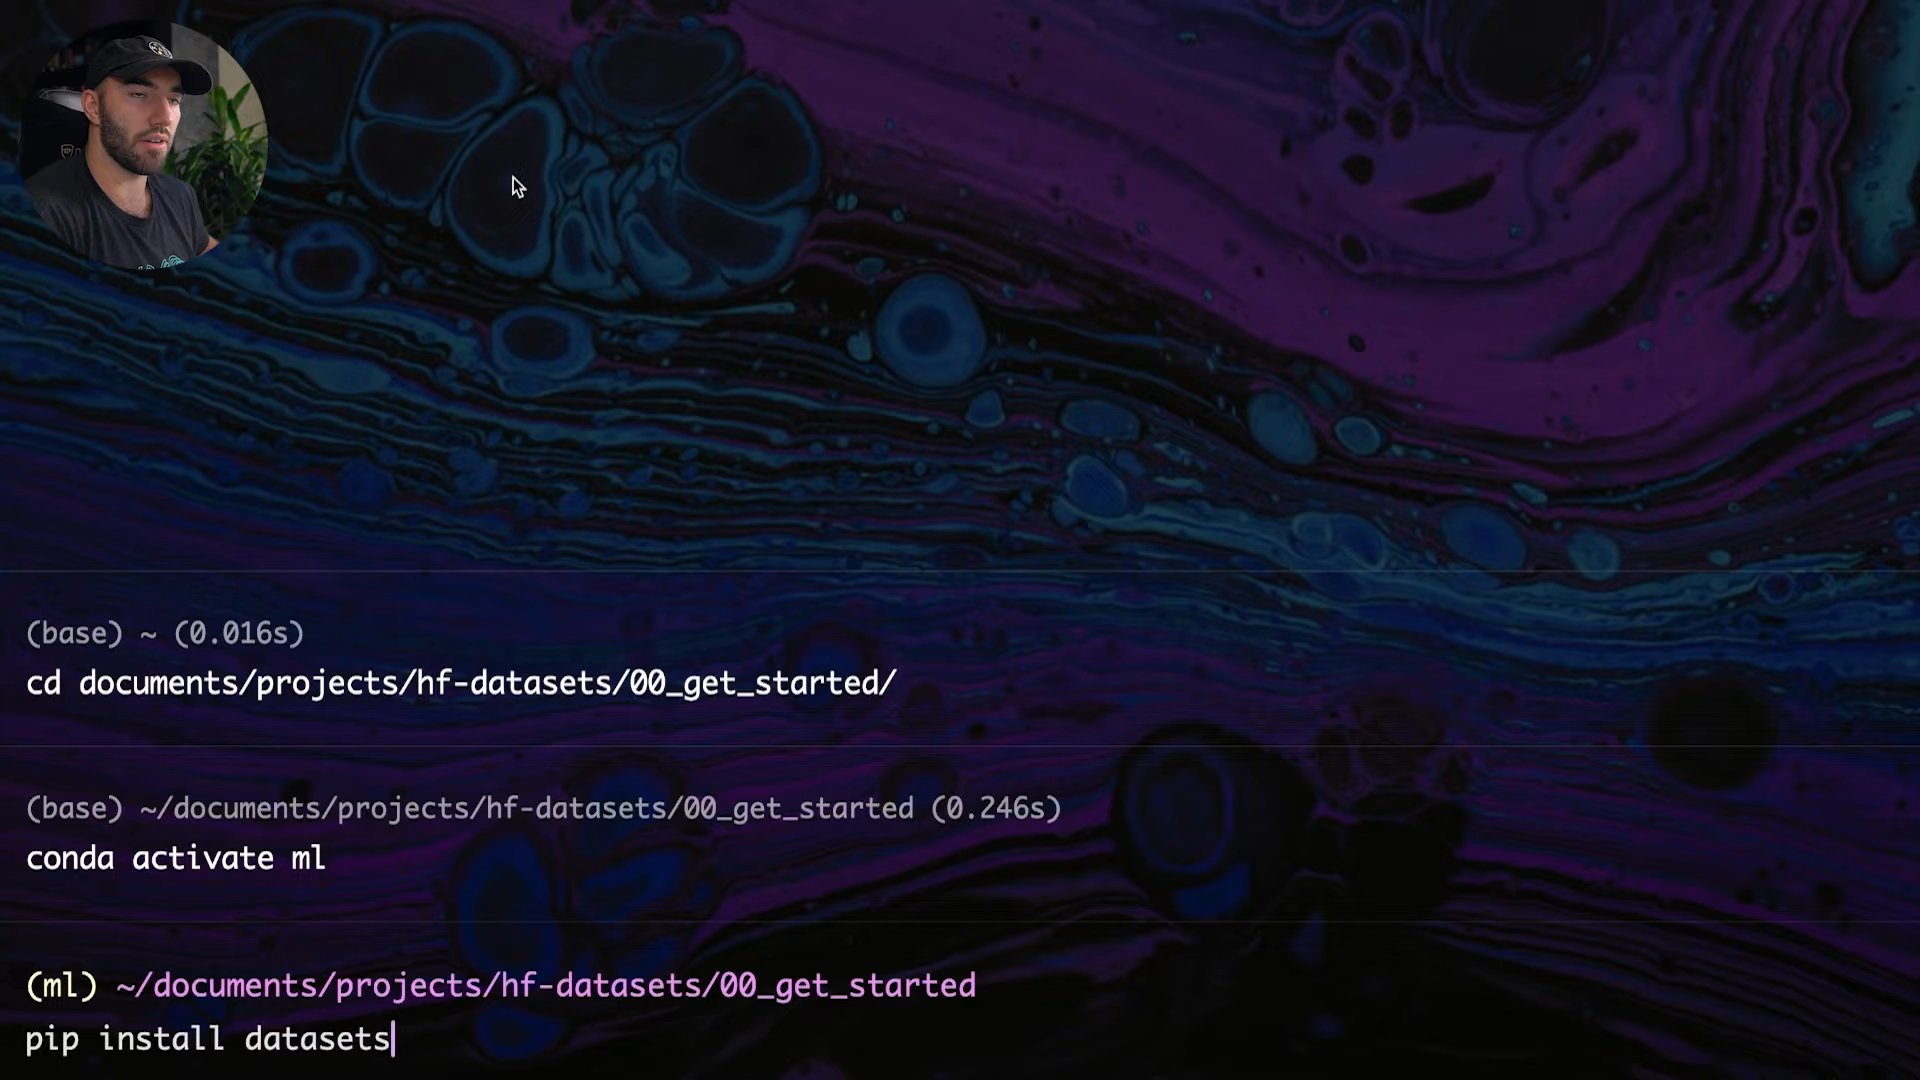 (base) ~ (0.016s)
cd documents/projects/hf-datasets/00_get_started/
(base) ~/documents/projects/hf-datasets/00_get_started (0.246s)
conda activate ml
(ml) ~/documents/projects/hf-datasets/00_get_started
pip install datasets